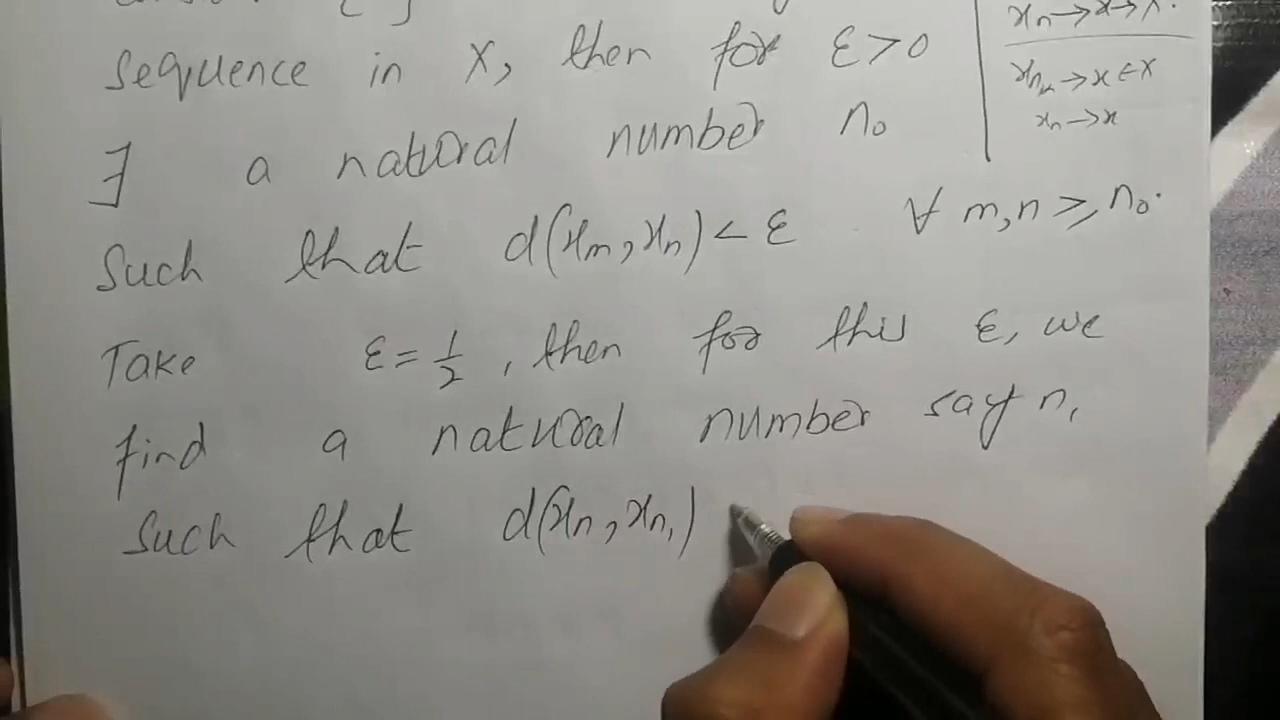 sequence in X, then for ε>0
∃ a natural number n₀
Such that d(xₘ, xₙ) < ε ∀ m,n ≥ n₀.
Take ε = 1/2, then for this ε, we
find a natural number say n₁
Such that d(xₙ, xₙ₁)
xₙ → x → X.
xₙₖ → x ∈ X
xₙ → x